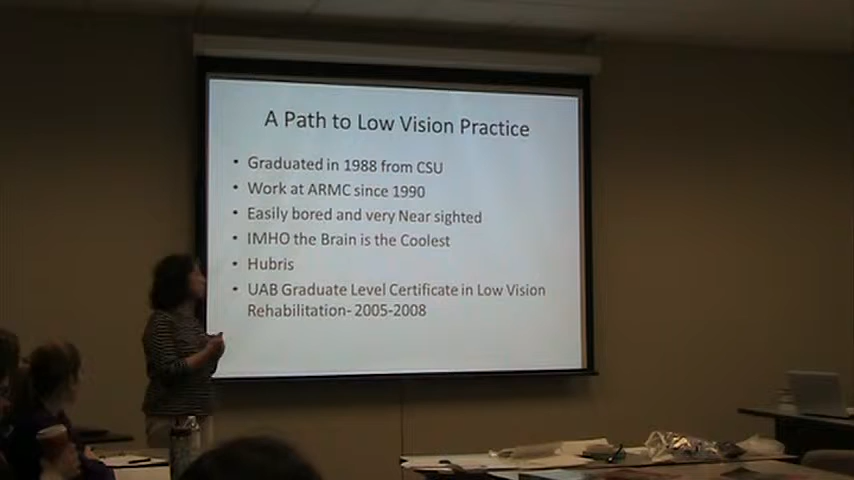 A Path to Low Vision Practice
• Graduated in 1988 from CSU
• Work at ARMC since 1990
• Easily bored and very Near sighted
• IMHO the Brain is the Coolest
• Hubris
• UAB Graduate Level Certificate in Low Vision
Rehabilitation- 2005-2008